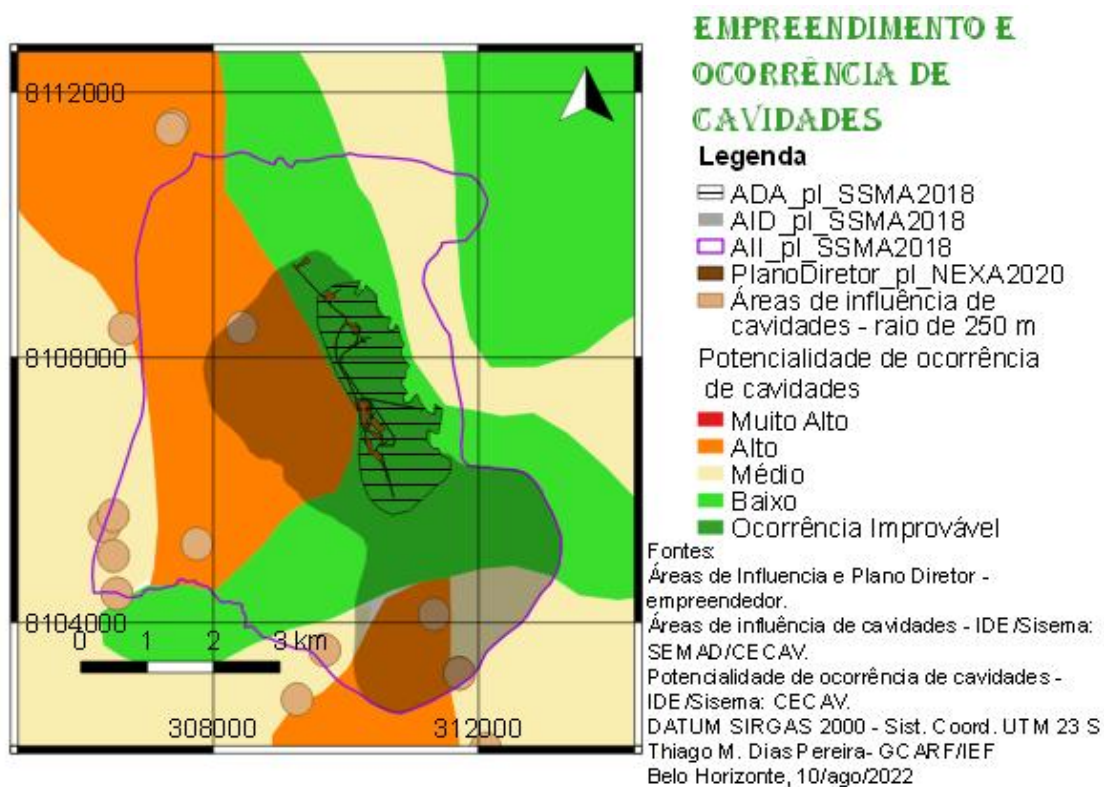 EMPREENDIMENTO E
OCORRÊNCIA DE
CAVIDADES
Legenda
ADA_pl_SSMA2018
AID_pl_SSMA2018
AII_pl_SSMA2018
PlanoDiretor_pl_NEXA2020
Áreas de influência de
cavidades - raio de 250 m
Potencialidade de ocorrência
de cavidades
Muito Alto
Alto
Médio
Baixo
Ocorrência Improvável
Fontes:
Áreas de Influencia e Plano Diretor -
empreendedor.
Áreas de influência de cavidades - IDE/Sisema:
SEMAD/CECAV.
Potencialidade de ocorrência de cavidades -
IDE/Sisema: CECAV.
DATUM SIRGAS 2000 - Sist. Coord. UTM 23 S
Thiago M. Dias Pereira- GCARF/IEF
Belo Horizonte, 10/ago/2022
8112000
8108000
8104000
0 1 2 3 km
308000 312000